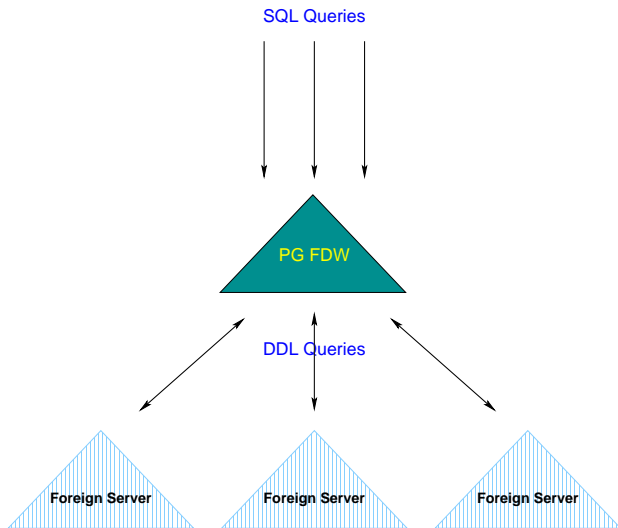 SQL Queries
PG FDW
DDL Queries
Foreign Server
Foreign Server
Foreign Server